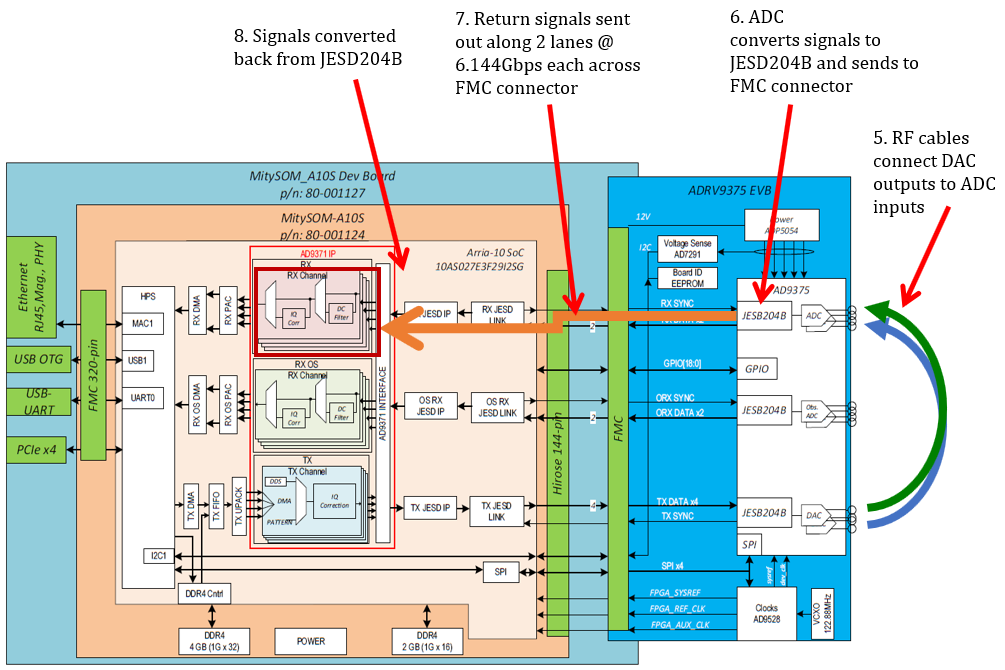 8. Signals converted
back from JESD204B
7. Return signals sent
out along 2 lanes @
6.144Gbps each across
FMC connector
6. ADC
converts signals to
JESD204B and sends to
FMC connector
5. RF cables
connect DAC
outputs to ADC
inputs
MitySOM_A10S Dev Board
p/n: 80-001127
MitySOM-A10S
p/n: 80-001124
Arria-10 SoC
10AS027E3F29I2SG
ADRV9375 EVB
12V
I2C
Power
ADP5054
Voltage Sense
AD7291
Board ID
EEPROM
AD9375
Ethernet
RJ45,Mag., PHY
USB OTG
USB-
UART
PCIe x4
FMC 320-pin
HPS
MAC1
USB1
UART0
I2C1
RX DMA
RX PAC
RX OS DMA
RX OS PAC
TX DMA
TX FIFO
TX UPACK
AD9371 IP
RX
RX Channel
IQ
Corr
DC
Filter
RX OS
RX Channel
IQ
Corr
DC
Filter
TX
TX Channel
DDS
DMA
PATTERN
IQ
Correction
AD9371 INTERFACE
JESD IP
RX JESD
LINK
OS RX
JESD IP
OS RX
JESD LINK
TX JESD IP
TX JESD
LINK
SPI
Hirose 144-pin
FMC
2
2
4
RX SYNC
GPIO[18:0]
ORX SYNC
ORX DATA x2
TX DATA x4
TX SYNC
SPI x4
FPGA_SYSREF
FPGA_REF_CLK
FPGA_AUX_CLK
JESB204B
ADC
GPIO
JESB204B
Obs.
ADC
JESB204B
DAC
SPI
sysref
dev_clk
Clocks
AD9528
VCXO
122.88MHz
DDR4 Cntrl
DDR4
4 GB (1G x 32)
POWER
DDR4
2 GB (1G x 16)